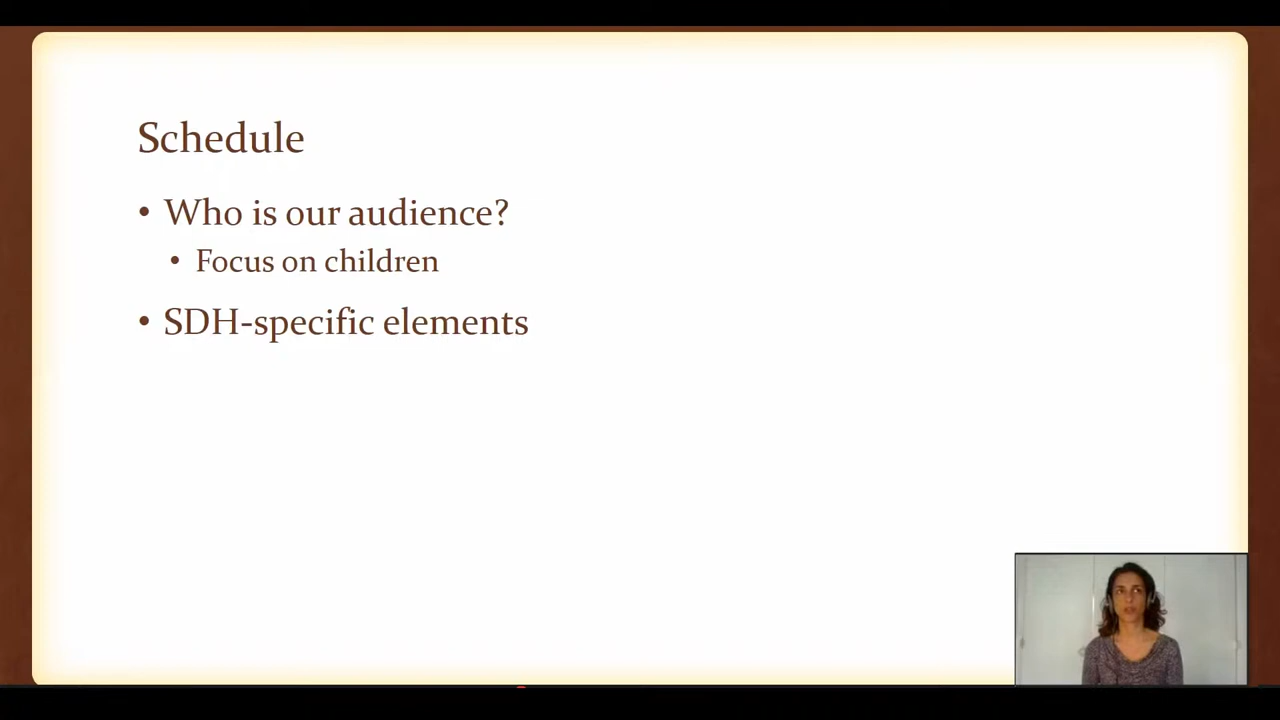 Schedule
• Who is our audience?
• Focus on children
• SDH-specific elements